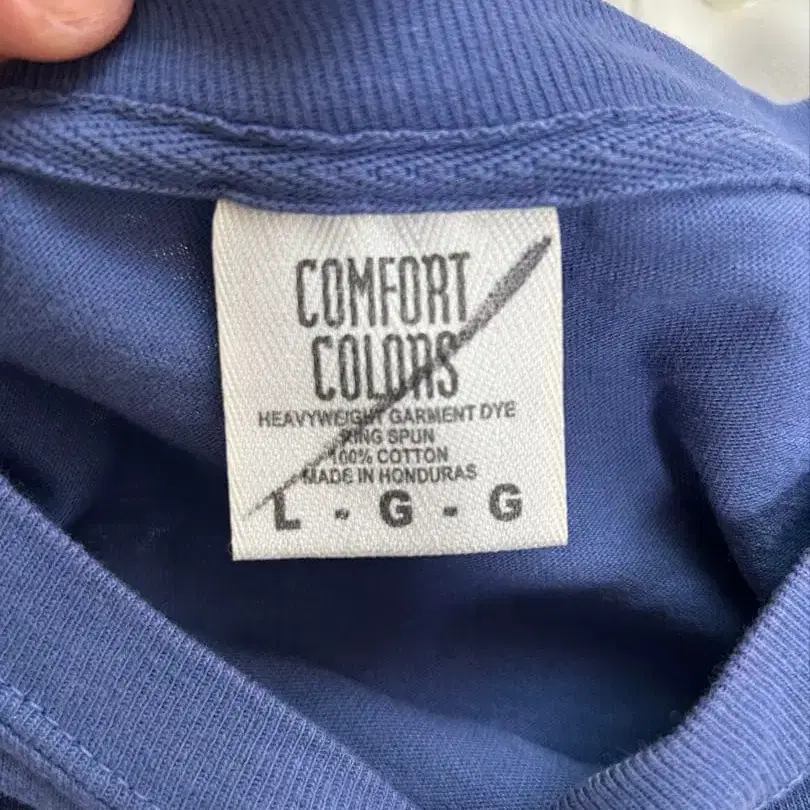 COMFORT
COLORS
HEAVYWEIGHT GARMENT DYE
RING SPUN
100% COTTON
MADE IN HONDURAS
L - G - G